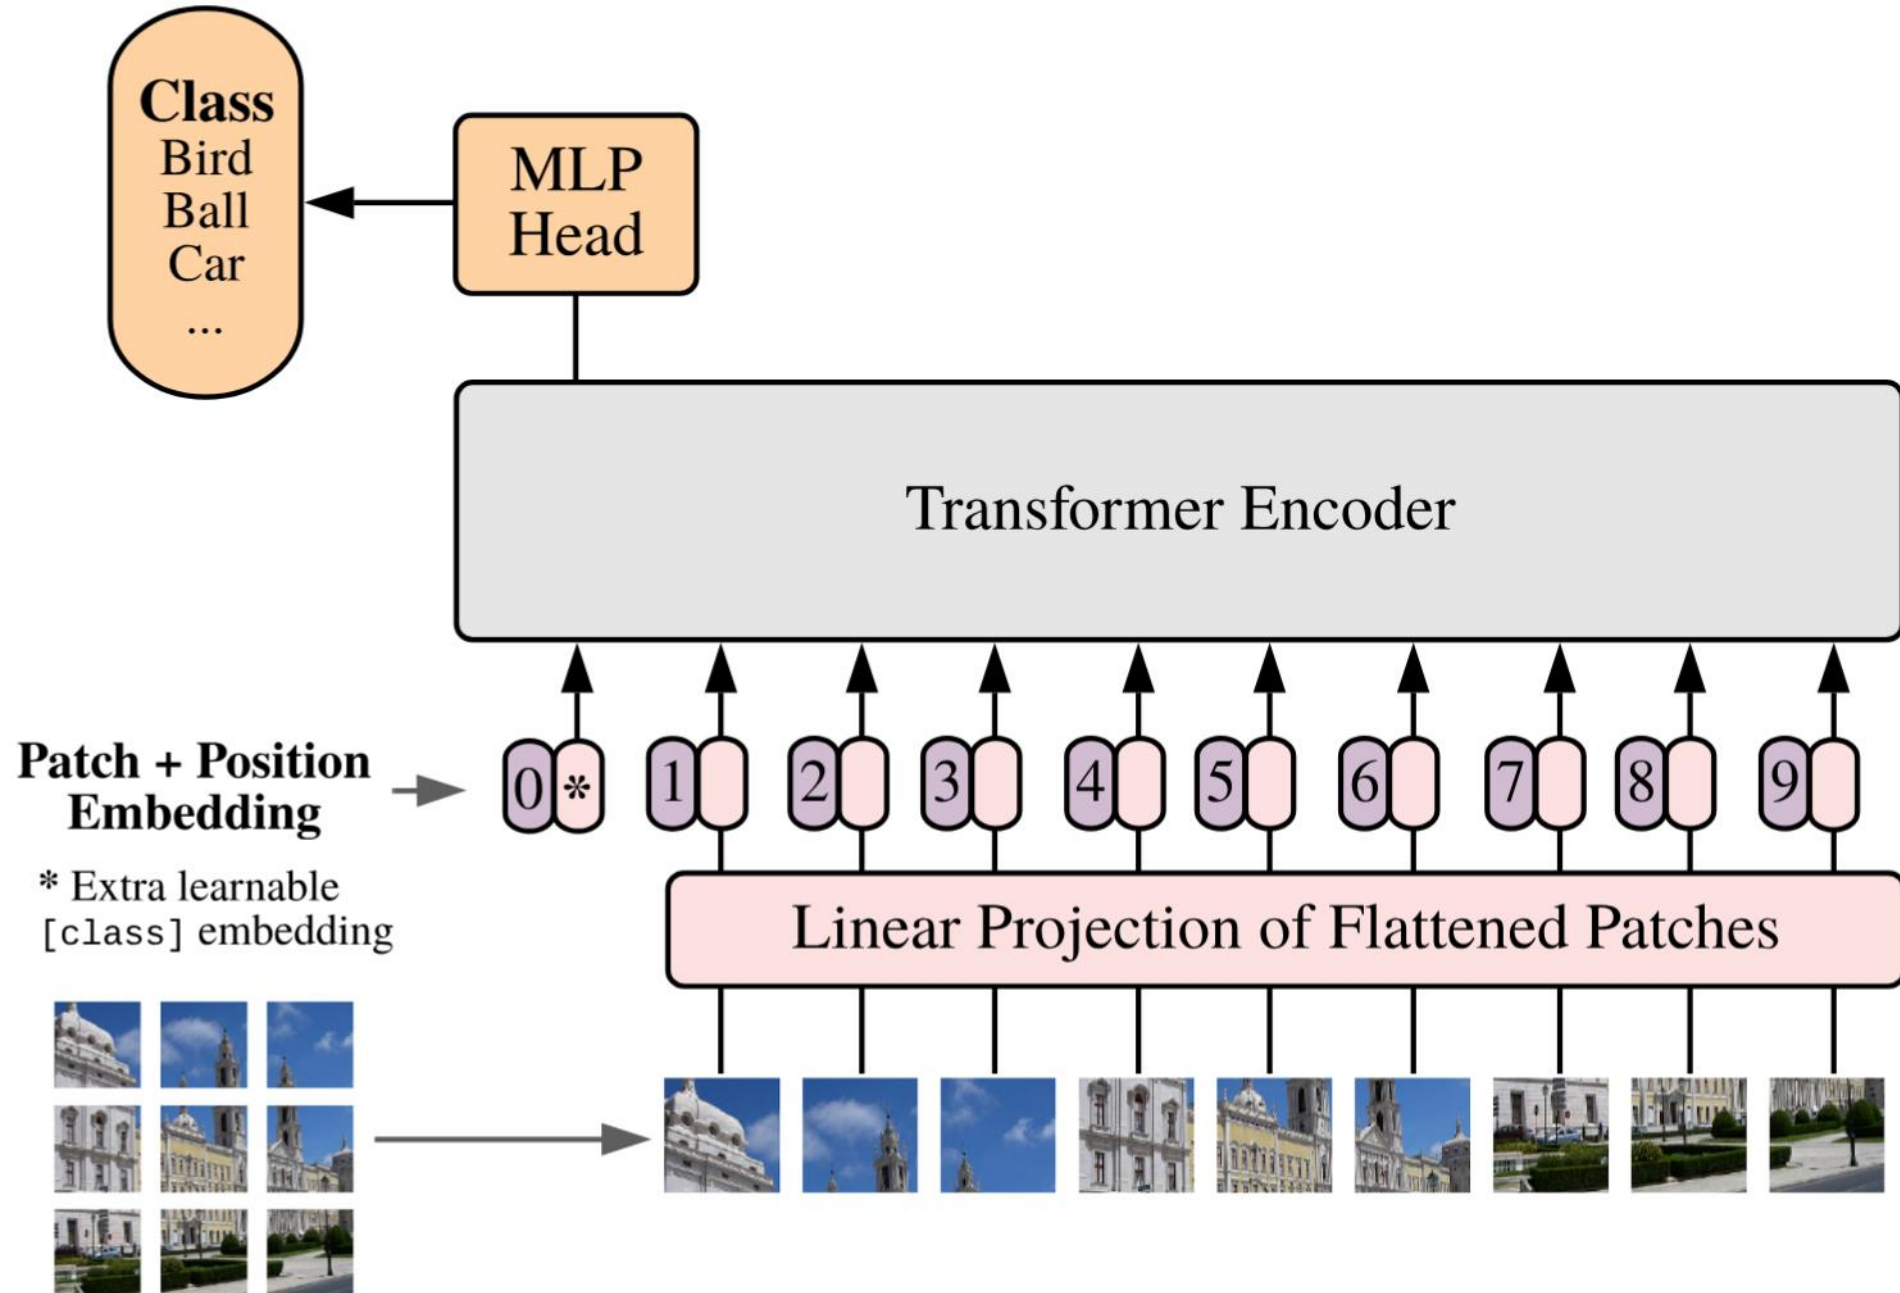 Class
Bird
Ball
Car
...
MLP
Head
Transformer Encoder
Patch + Position
Embedding
0 * 1 2 3 4 5 6 7 8 9
* Extra learnable
[class] embedding
Linear Projection of Flattened Patches